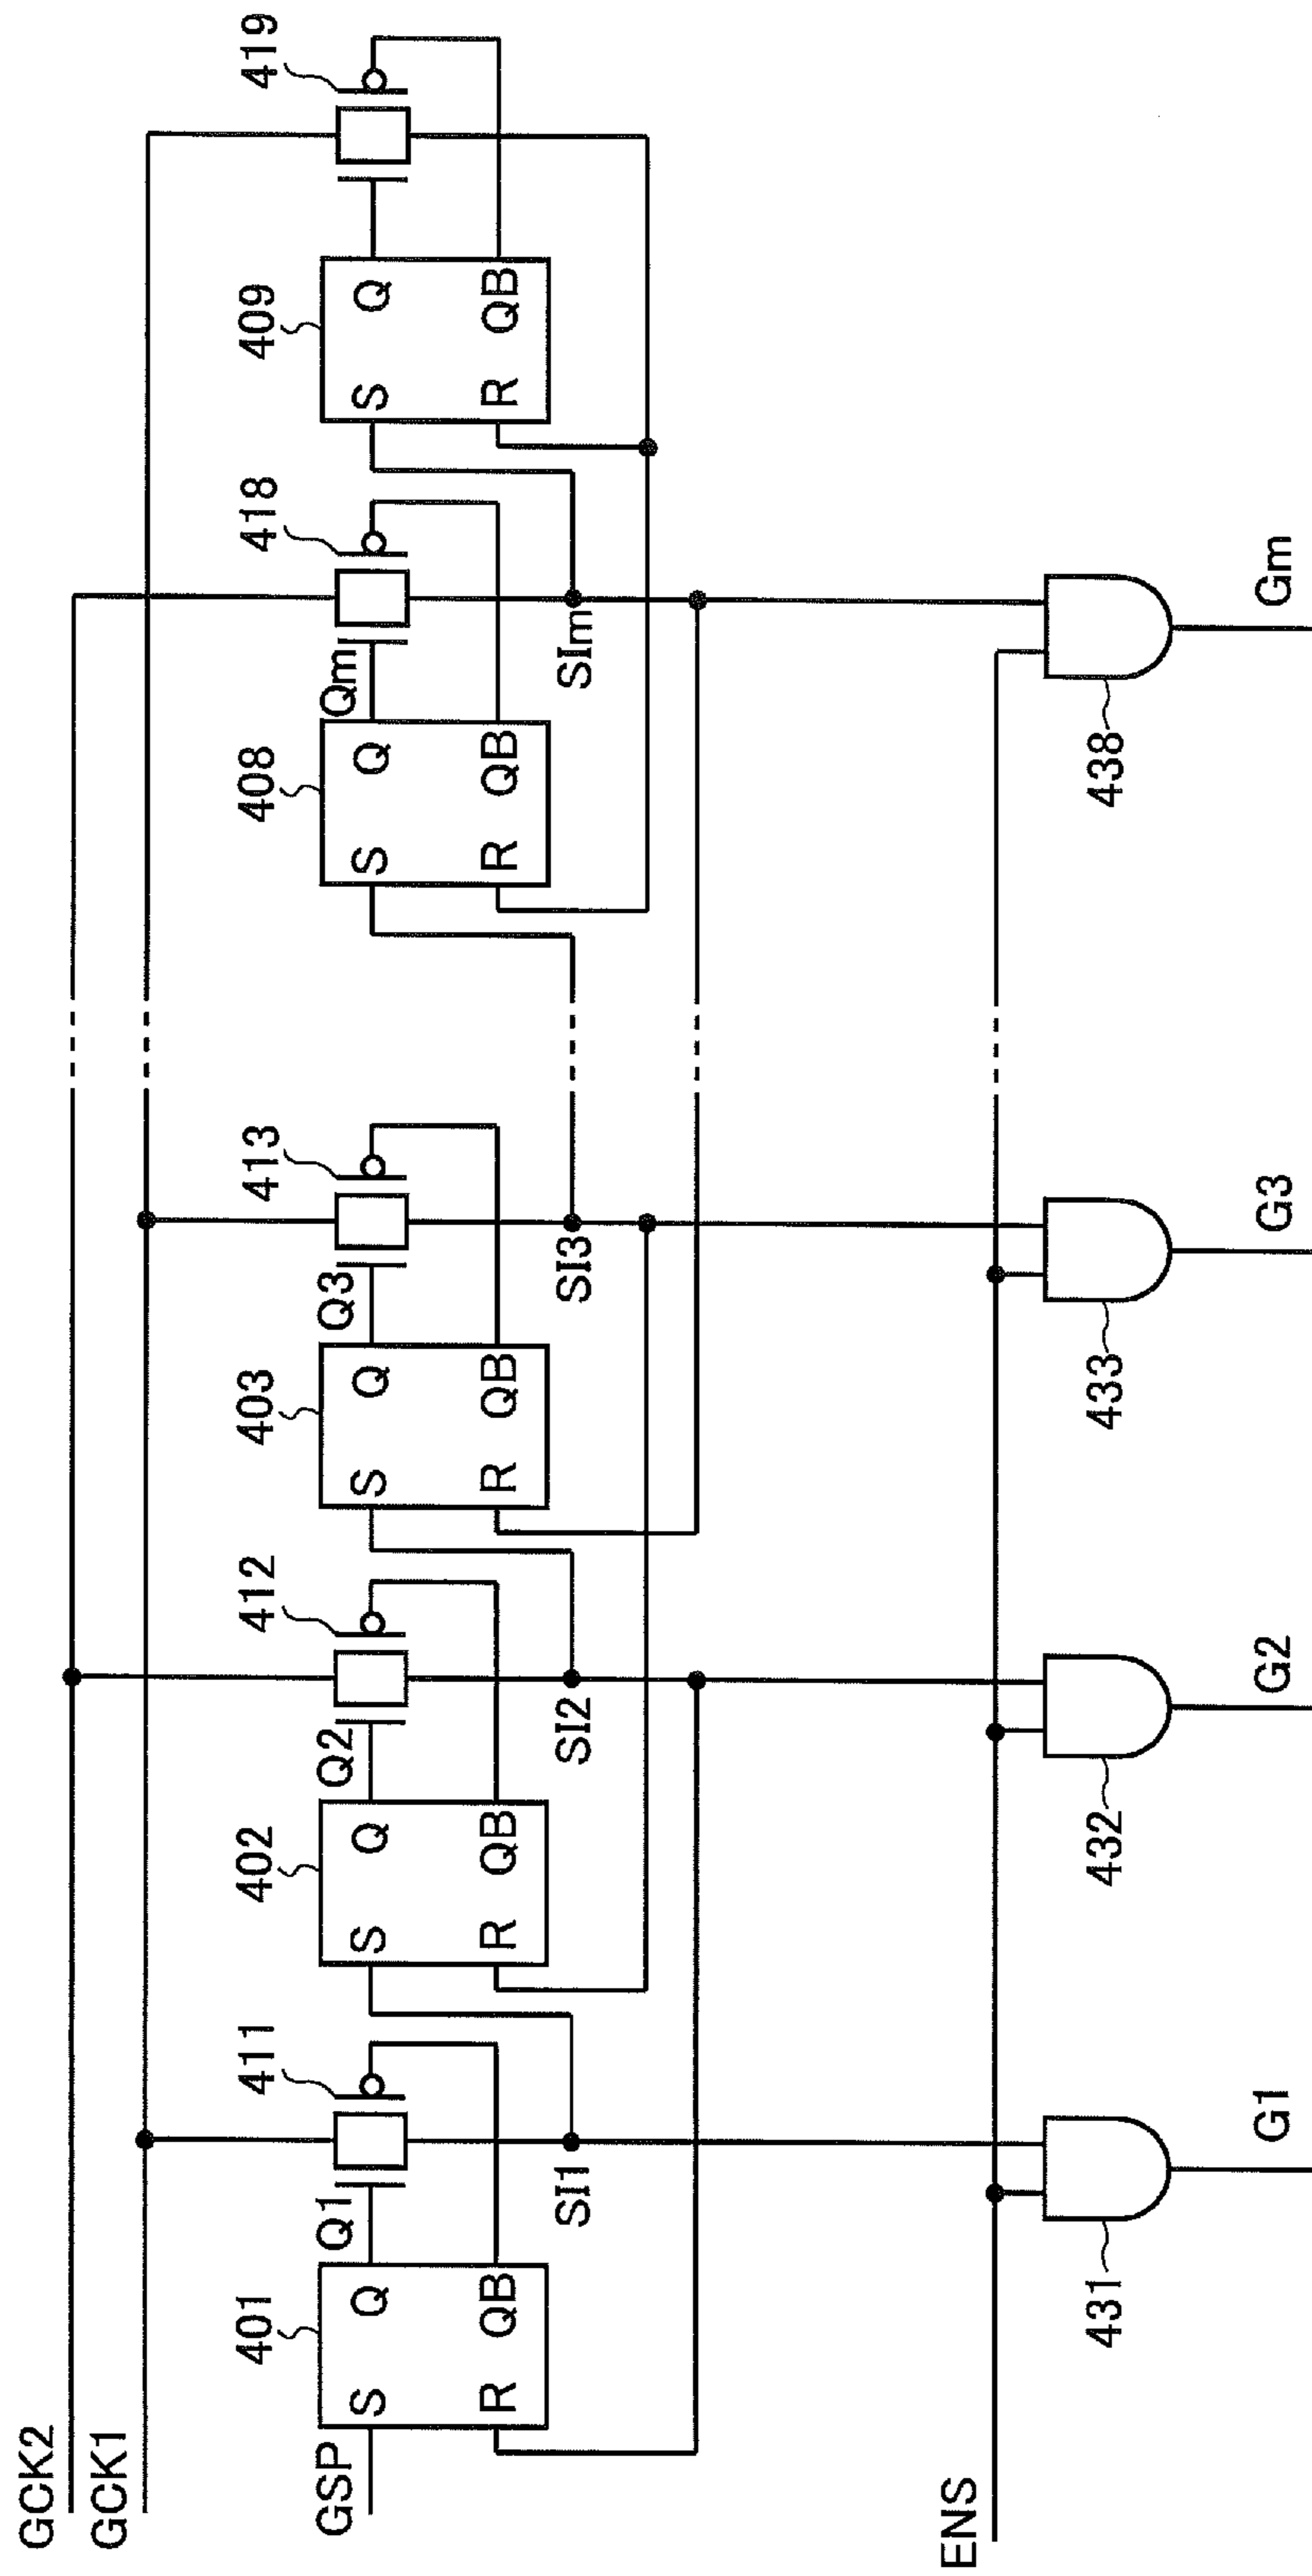 GCK2
GCK1
GSP
401
411
402
412
403
413
408
418
409
419
S
Q
R
QB
Q1
S
Q
R
QB
Q2
S
Q
R
QB
Q3
S
Q
R
QB
Qm
S
Q
R
QB
SI1
SI2
SI3
SIm
ENS
431
432
433
438
G1
G2
G3
Gm